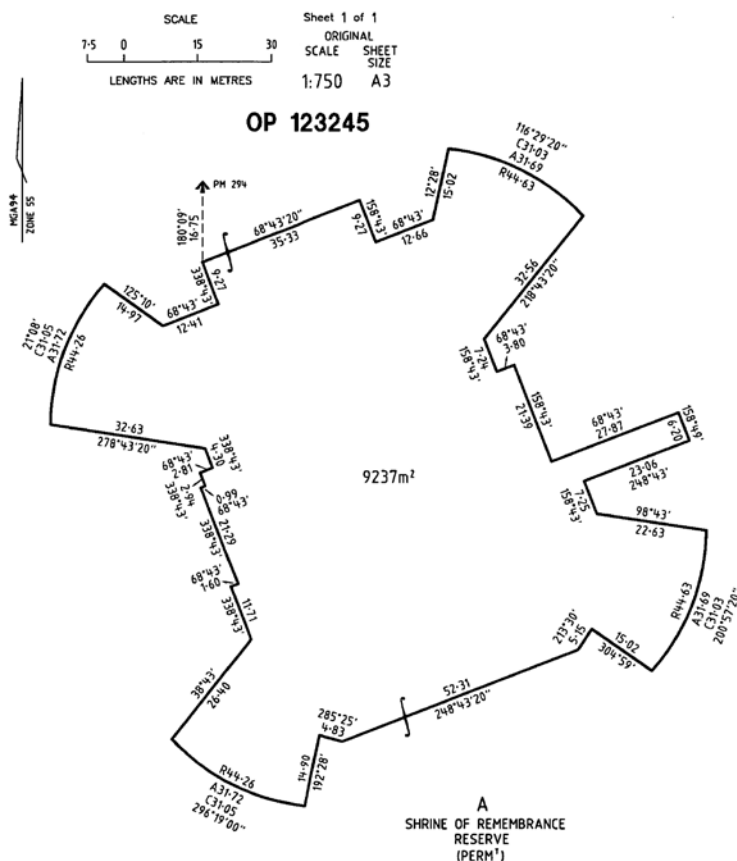 SCALE
7·5 0 15 30
LENGTHS ARE IN METRES
Sheet 1 of 1
ORIGINAL
SCALE SHEET
SIZE
1:750 A3
OP 123245
MGA94
ZONE 55
PM 294
180°09'
16·75
68°43'20"
35·33
158°43'
9·27
68°43'
12·66
12°28'
15·02
116°29'20"
C31·03
A31·69
R44·63
32·56
218°43'20"
7·24
158°43'
68°43'
3·80
158°43'
21·39
68°43'
27·87
158°49'
6·20
23·06
248°43'
7·25
158°43'
98°43'
22·63
R44·63
A31·69
C31·03
200°57'20"
15·02
304°59'
213°30'
5·15
52·31
248°43'20"
285°25'
4·83
14·90
192°28'
R44·26
A31·72
C31·05
296°19'00"
38°43'
26·40
11·71
338°43'
68°43'
1·60
21·29
338°43'
0·99
68°43'
2·94
338°43'
68°43'
2·81
338°43'
4·30
32·63
278°43'20"
21°08'
C31·05
A31·72
R44·26
125°10'
14·97
68°43'
12·41
9·27
338°43'
9237m²
A
SHRINE OF REMEMBRANCE
RESERVE
(PERMᵀ)